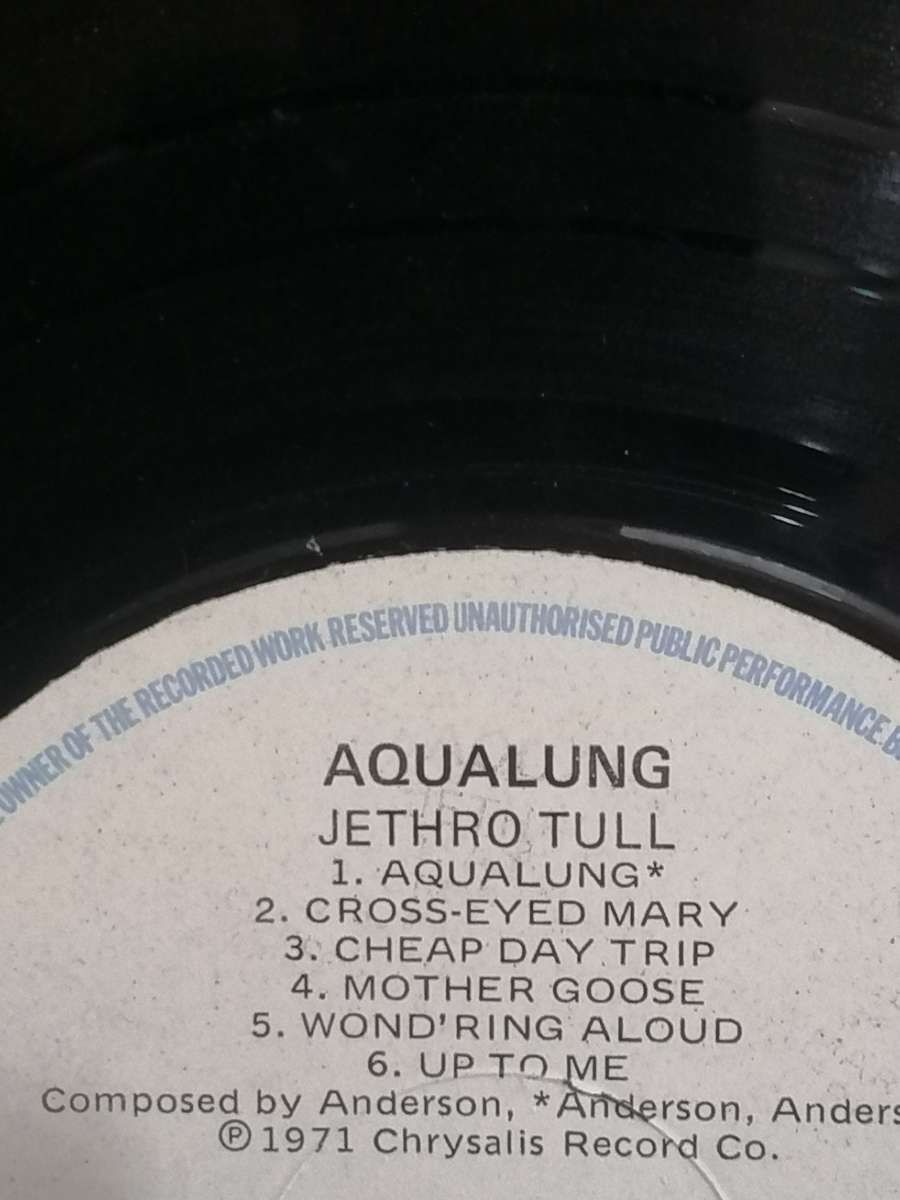 OWNER OF THE RECORDED WORK RESERVED UNAUTHORISED PUBLIC PERFORMANCE
AQUALUNG
JETHRO TULL
1. AQUALUNG*
2. CROSS-EYED MARY
3. CHEAP DAY TRIP
4. MOTHER GOOSE
5. WOND'RING ALOUD
6. UP TO ME
Composed by Anderson, *Anderson, Anders
℗ 1971 Chrysalis Record Co.